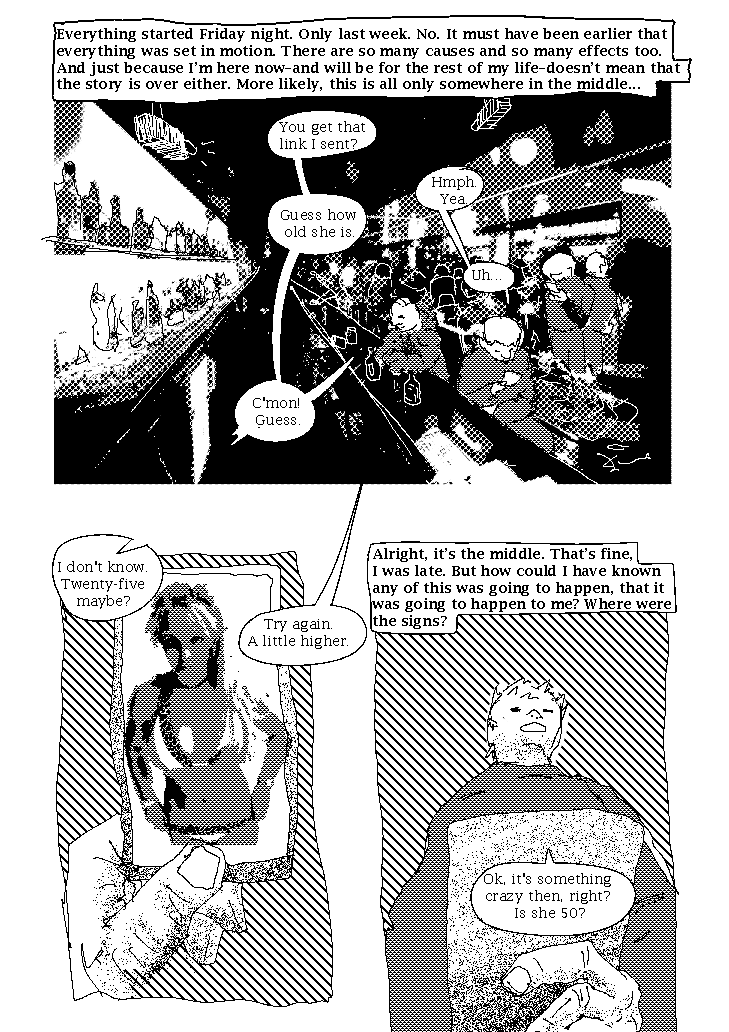 Everything started Friday night. Only last week. No. It must have been earlier that
everything was set in motion. There are so many causes and so many effects too.
And just because I'm here now–and will be for the rest of my life–doesn't mean that
the story is over either. More likely, this is all only somewhere in the middle...
You get that
link I sent?
Guess how
old she is.
Hmph.
Yea.
Uh...
C'mon!
Guess.
I don't know.
Twenty-five
maybe?
Try again.
A little higher.
Alright, it's the middle. That's fine,
I was late. But how could I have known
any of this was going to happen, that it
was going to happen to me? Where were
the signs?
Ok, it's something
crazy then, right?
Is she 50?